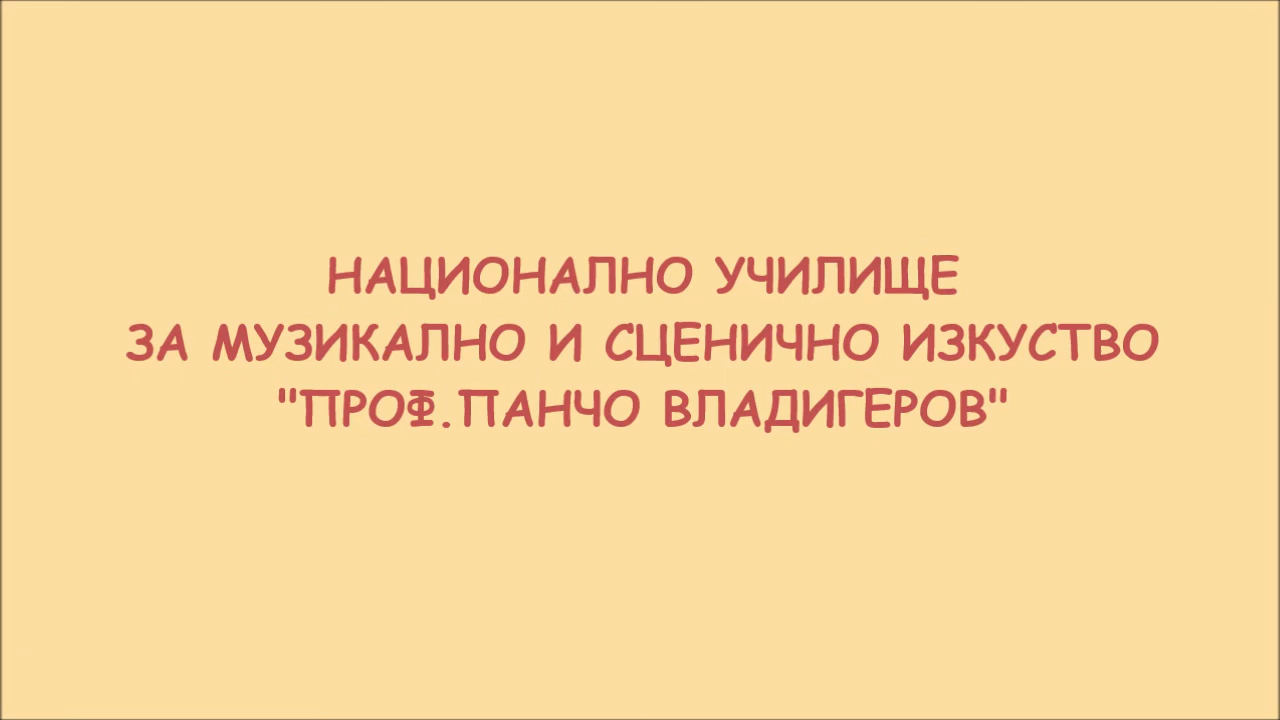 НАЦИОНАЛНО УЧИЛИЩЕ
ЗА МУЗИКАЛНО И СЦЕНИЧНО ИЗКУСТВО
"ПРОФ.ПАНЧО ВЛАДИГЕРОВ"